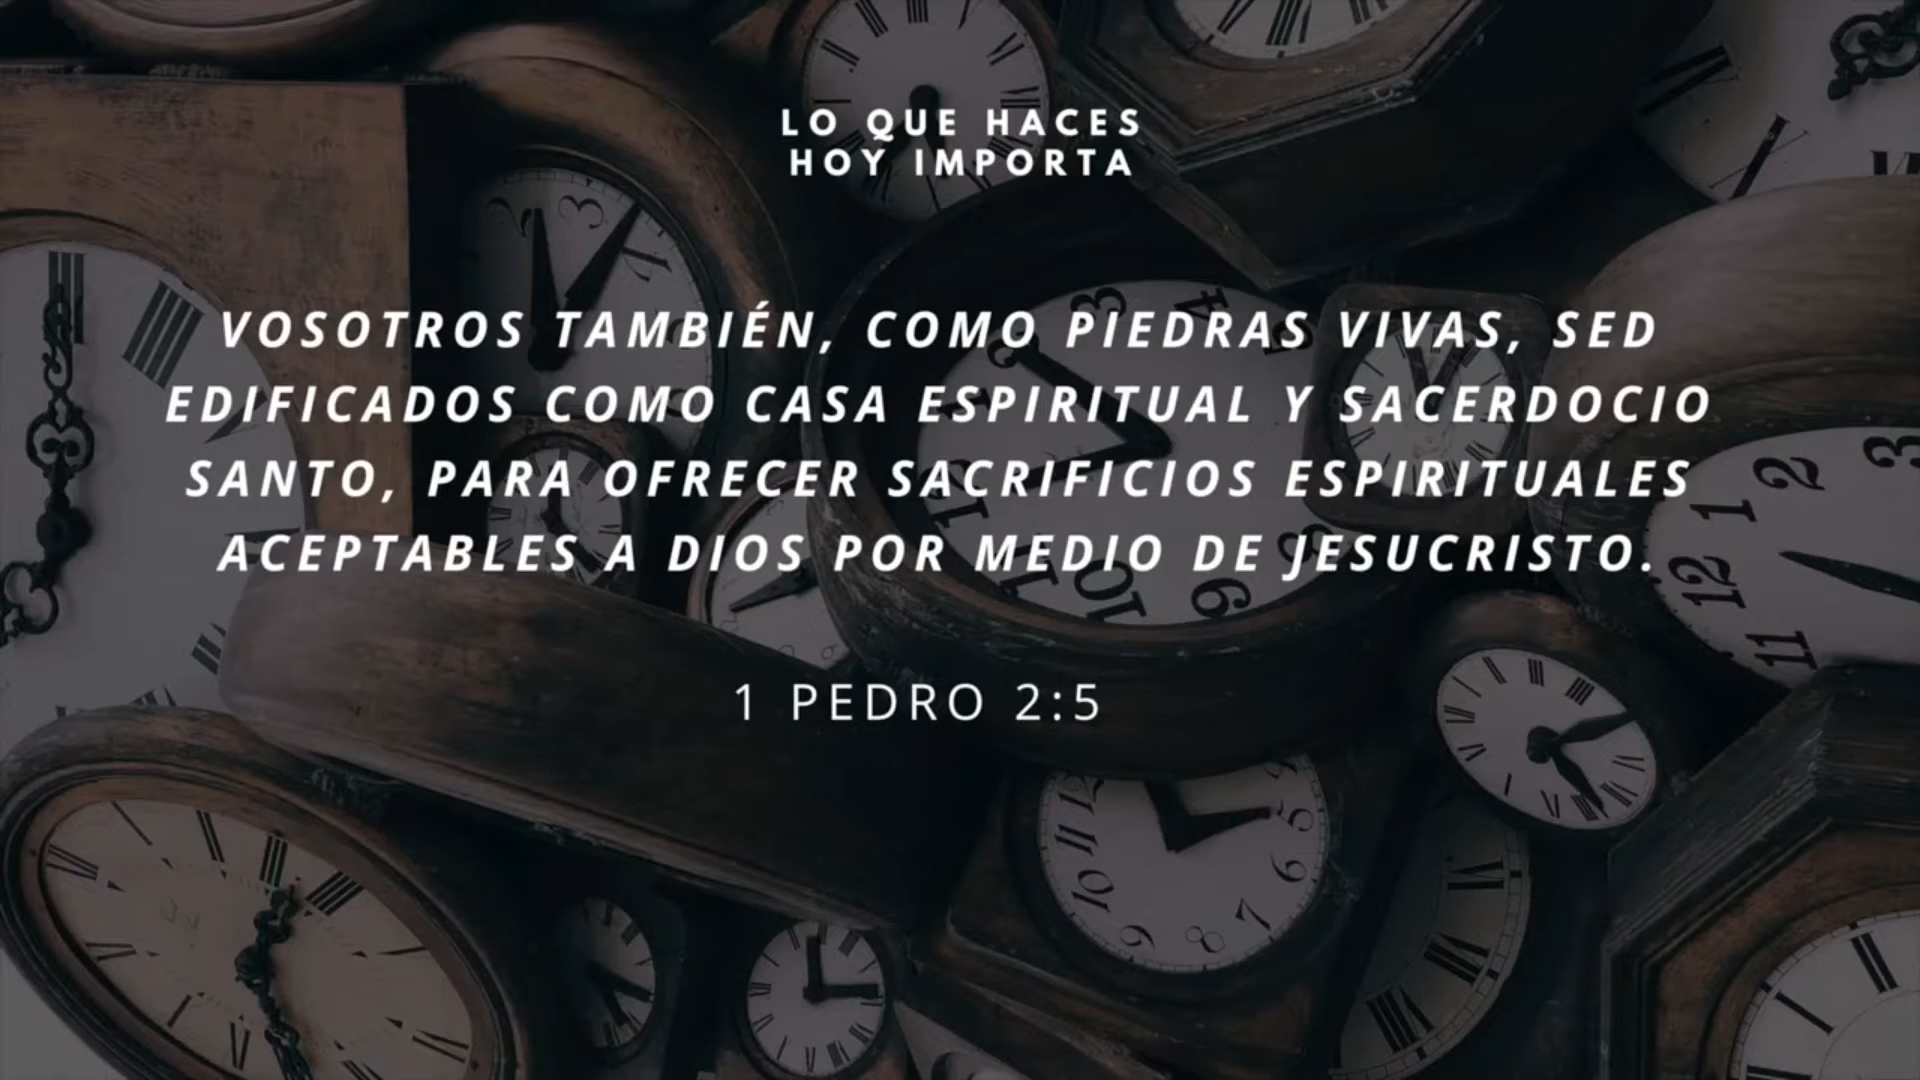 LO QUE HACES
HOY IMPORTA
VOSOTROS TAMBIÉN, COMO PIEDRAS VIVAS, SED
EDIFICADOS COMO CASA ESPIRITUAL Y SACERDOCIO
SANTO, PARA OFRECER SACRIFICIOS ESPIRITUALES
ACEPTABLES A DIOS POR MEDIO DE JESUCRISTO.
1 PEDRO 2:5